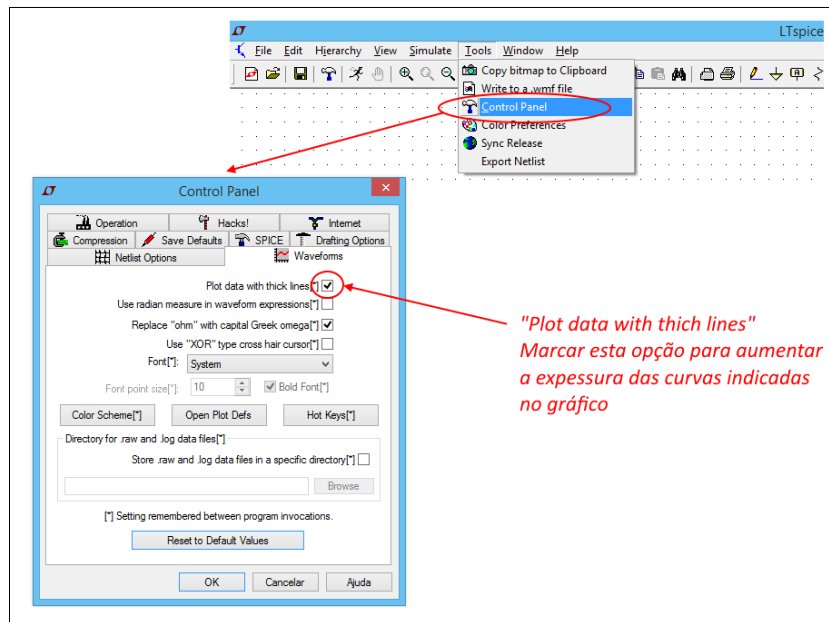 LTspice
File Edit Hierarchy View Simulate Tools Window Help
Copy bitmap to Clipboard
Write to a .wmf file
Control Panel
Color Preferences
Sync Release
Export Netlist
Control Panel
Operation Hacks! Internet
Compression Save Defaults SPICE Drafting Options
Netlist Options Waveforms
Plot data with thick lines[*]
Use radian measure in waveform expressions[*]
Replace "ohm" with capital Greek omega[*]
Use "XOR" type cross hair cursor[*]
Font[*]: System
Font point size[*]: 10 Bold Font[*]
Color Scheme[*] Open Plot Defs Hot Keys[*]
Directory for .raw and .log data files[*]
Store .raw and .log data files in a specific directory[*]
Browse
[*] Setting remembered between program invocations.
Reset to Default Values
OK Cancelar Ajuda
"Plot data with thich lines"
Marcar esta opção para aumentar
a expessura das curvas indicadas
no gráfico